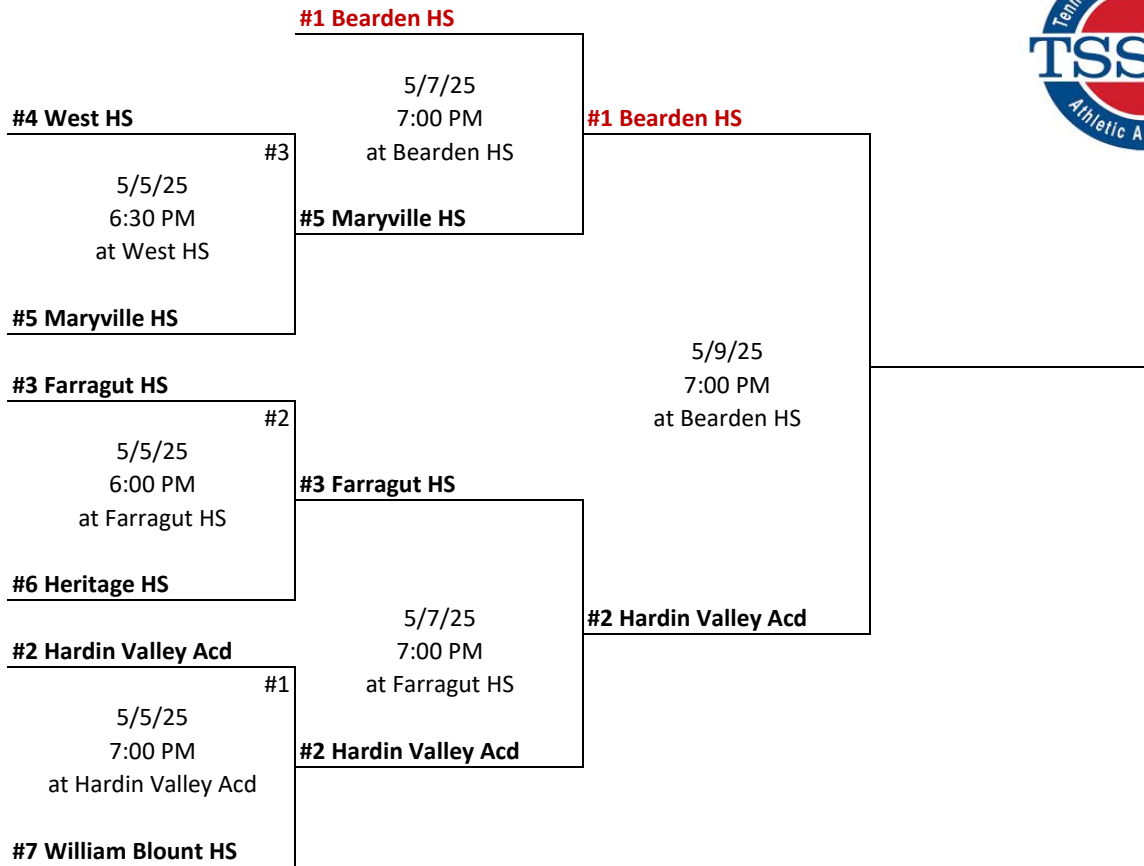 #1 Bearden HS
5/7/25
7:00 PM
at Bearden HS
#4 West HS
#3
5/5/25
6:30 PM
at West HS
#5 Maryville HS
#1 Bearden HS
#5 Maryville HS
#3 Farragut HS
#2
5/5/25
6:00 PM
at Farragut HS
#3 Farragut HS
5/9/25
7:00 PM
at Bearden HS
#6 Heritage HS
#2 Hardin Valley Acd
#1
5/5/25
7:00 PM
at Hardin Valley Acd
5/7/25
7:00 PM
at Farragut HS
#2 Hardin Valley Acd
#2 Hardin Valley Acd
#7 William Blount HS
TSS
Athletic A